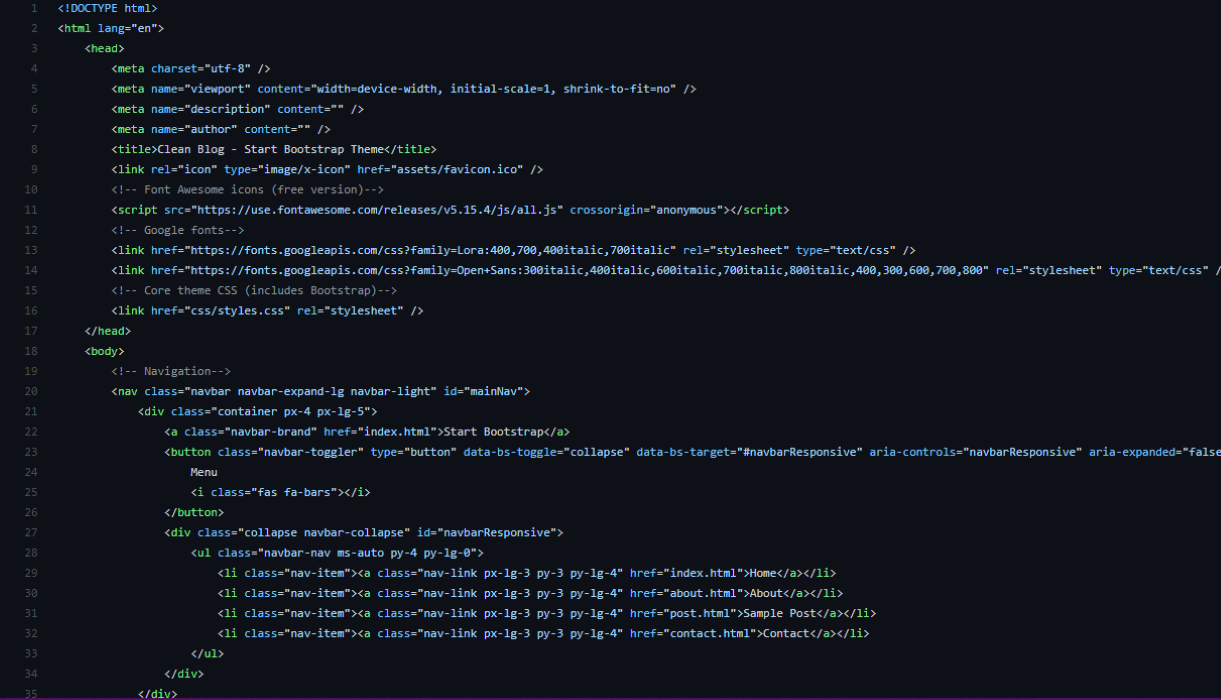 1 <!DOCTYPE html>
2 <html lang="en">
3 <head>
4 <meta charset="utf-8" />
5 <meta name="viewport" content="width=device-width, initial-scale=1, shrink-to-fit=no" />
6 <meta name="description" content="" />
7 <meta name="author" content="" />
8 <title>Clean Blog - Start Bootstrap Theme</title>
9 <link rel="icon" type="image/x-icon" href="assets/favicon.ico" />
10 <!-- Font Awesome icons (free version)-->
11 <script src="https://use.fontawesome.com/releases/v5.15.4/js/all.js" crossorigin="anonymous"></script>
12 <!-- Google fonts-->
13 <link href="https://fonts.googleapis.com/css?family=Lora:400,700,400italic,700italic" rel="stylesheet" type="text/css" />
14 <link href="https://fonts.googleapis.com/css?family=Open+Sans:300italic,400italic,600italic,700italic,800italic,400,300,600,700,800" rel="stylesheet" type="text/css" /
15 <!-- Core theme CSS (includes Bootstrap)-->
16 <link href="css/styles.css" rel="stylesheet" />
17 </head>
18 <body>
19 <!-- Navigation-->
20 <nav class="navbar navbar-expand-lg navbar-light" id="mainNav">
21 <div class="container px-4 px-lg-5">
22 <a class="navbar-brand" href="index.html">Start Bootstrap</a>
23 <button class="navbar-toggler" type="button" data-bs-toggle="collapse" data-bs-target="#navbarResponsive" aria-controls="navbarResponsive" aria-expanded="false
24 Menu
25 <i class="fas fa-bars"></i>
26 </button>
27 <div class="collapse navbar-collapse" id="navbarResponsive">
28 <ul class="navbar-nav ms-auto py-4 py-lg-0">
29 <li class="nav-item"><a class="nav-link px-lg-3 py-3 py-lg-4" href="index.html">Home</a></li>
30 <li class="nav-item"><a class="nav-link px-lg-3 py-3 py-lg-4" href="about.html">About</a></li>
31 <li class="nav-item"><a class="nav-link px-lg-3 py-3 py-lg-4" href="post.html">Sample Post</a></li>
32 <li class="nav-item"><a class="nav-link px-lg-3 py-3 py-lg-4" href="contact.html">Contact</a></li>
33 </ul>
34 </div>
35 </div>